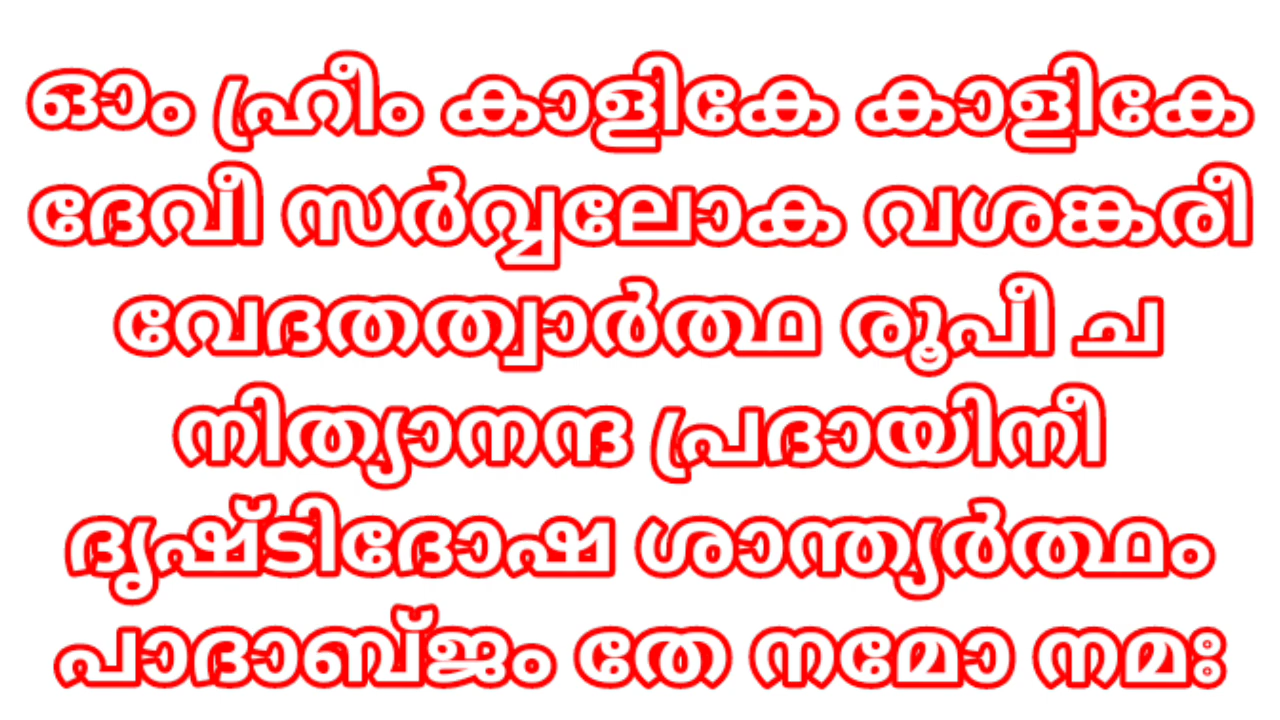 ഓം ഹ്രീം കാളികേ കാളികേ
ദേവീ സർവ്വലോക വശങ്കരീ
വേദതത്വാർത്ഥ രൂപീ ച
നിത്യാനന്ദ പ്രദായിനീ
ദൃഷ്ടിദോഷ ശാന്ത്യർത്ഥം
പാദാബ്ജം തേ നമോ നമഃ